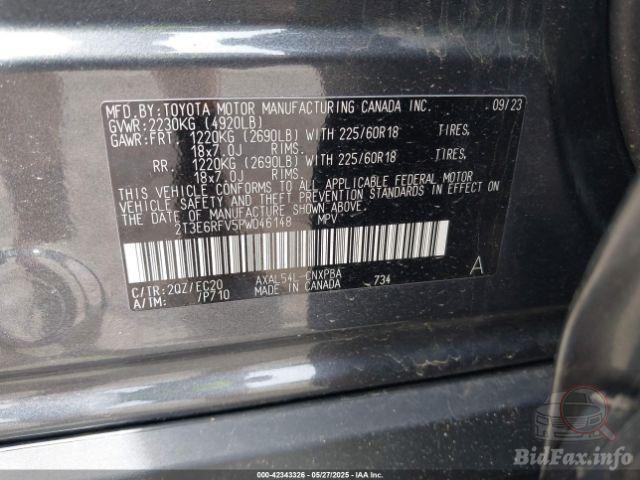 MFD.BY:TOYOTA MOTOR MANUFACTURING CANADA INC. 09/23
GVWR:2230KG (4920LB)
GAWR:FRT. 1220KG (2690LB) WITH 225/60R18 TIRES,
18x7.0J RIMS.
RR. 1220KG (2690LB) WITH 225/60R18 TIRES,
18x7.0J RIMS.
THIS VEHICLE CONFORMS TO ALL APPLICABLE FEDERAL MOTOR
VEHICLE SAFETY AND THEFT PREVENTION STANDARDS IN EFFECT ON
THE DATE OF MANUFACTURE SHOWN ABOVE.
2T3E6RFV5PW046148 MPV
C/TR:2QZ/EC20 AXAL54L-CNXPBA 734 A
A/TM: /P710 MADE IN CANADA
BidFax.info
000-42343326 | 05/27/2025 | IAA Inc.